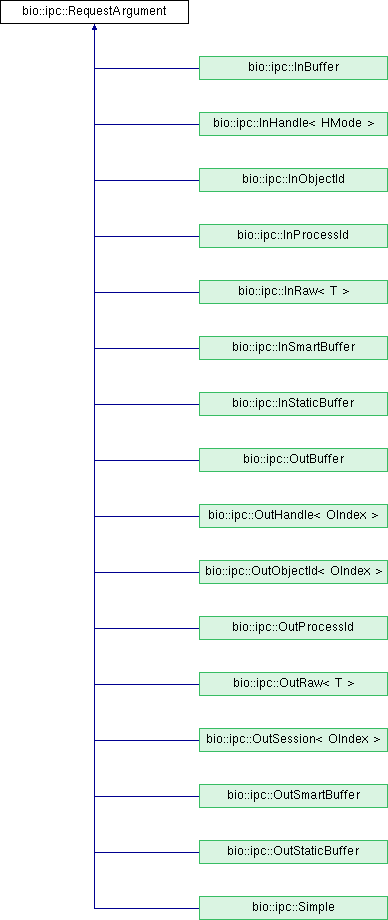 bio::ipc::RequestArgument
bio::ipc::InBuffer
bio::ipc::InHandle< HMode >
bio::ipc::InObjectId
bio::ipc::InProcessId
bio::ipc::InRaw< T >
bio::ipc::InSmartBuffer
bio::ipc::InStaticBuffer
bio::ipc::OutBuffer
bio::ipc::OutHandle< OIndex >
bio::ipc::OutObjectId< OIndex >
bio::ipc::OutProcessId
bio::ipc::OutRaw< T >
bio::ipc::OutSession< OIndex >
bio::ipc::OutSmartBuffer
bio::ipc::OutStaticBuffer
bio::ipc::Simple